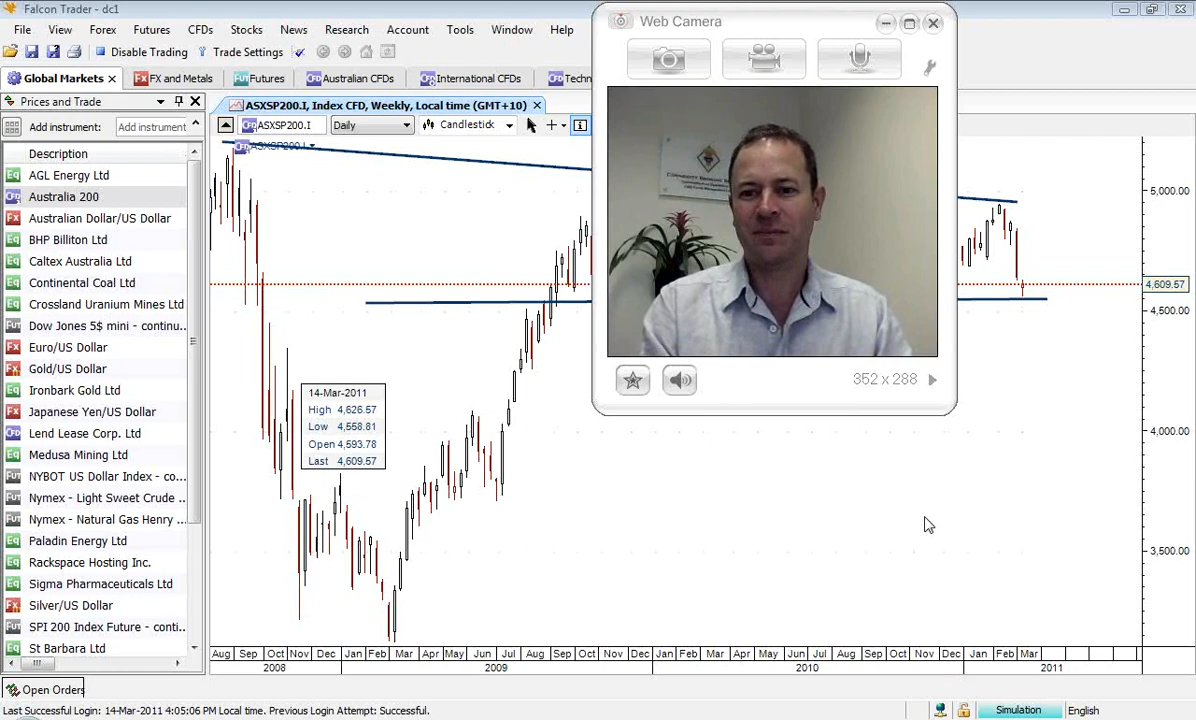 Falcon Trader - dc1
File View Forex Futures CFDs Stocks News Research Account Tools Window Help
Disable Trading Trade Settings
Global Markets FX and Metals Futures Australian CFDs International CFDs Techn
Prices and Trade
ASXSP200.I, Index CFD, Weekly, Local time (GMT+10)
Add instrument: Add instrument
ASXSP200.I Daily Candlestick
ASXSP200.I
Description
AGL Energy Ltd
Australia 200
Australian Dollar/US Dollar
BHP Billiton Ltd
Caltex Australia Ltd
Continental Coal Ltd
Crossland Uranium Mines Ltd
Dow Jones 5$ mini - continu...
Euro/US Dollar
Gold/US Dollar
Ironbark Gold Ltd
Japanese Yen/US Dollar
Lend Lease Corp. Ltd
Medusa Mining Ltd
NYBOT US Dollar Index - co...
Nymex - Light Sweet Crude ...
Nymex - Natural Gas Henry ...
Paladin Energy Ltd
Rackspace Hosting Inc.
Sigma Pharmaceuticals Ltd
Silver/US Dollar
SPI 200 Index Future - conti...
St Barbara Ltd
Web Camera
352 x 288
14-Mar-2011
High 4,626.57
Low 4,558.81
Open 4,593.78
Last 4,609.57
5,000.00
4,609.57
4,500.00
4,000.00
3,500.00
Aug Sep Oct Nov Dec Jan Feb Mar Apr May Jun Jul Aug Sep Oct Nov Dec Jan Feb Mar Apr May Jun Jul Aug Sep Oct Nov Dec Jan Feb Mar
2008 2009 2010 2011
Open Orders
Last Successful Login: 14-Mar-2011 4:05:06 PM Local time. Previous Login Attempt: Successful.
Simulation
English